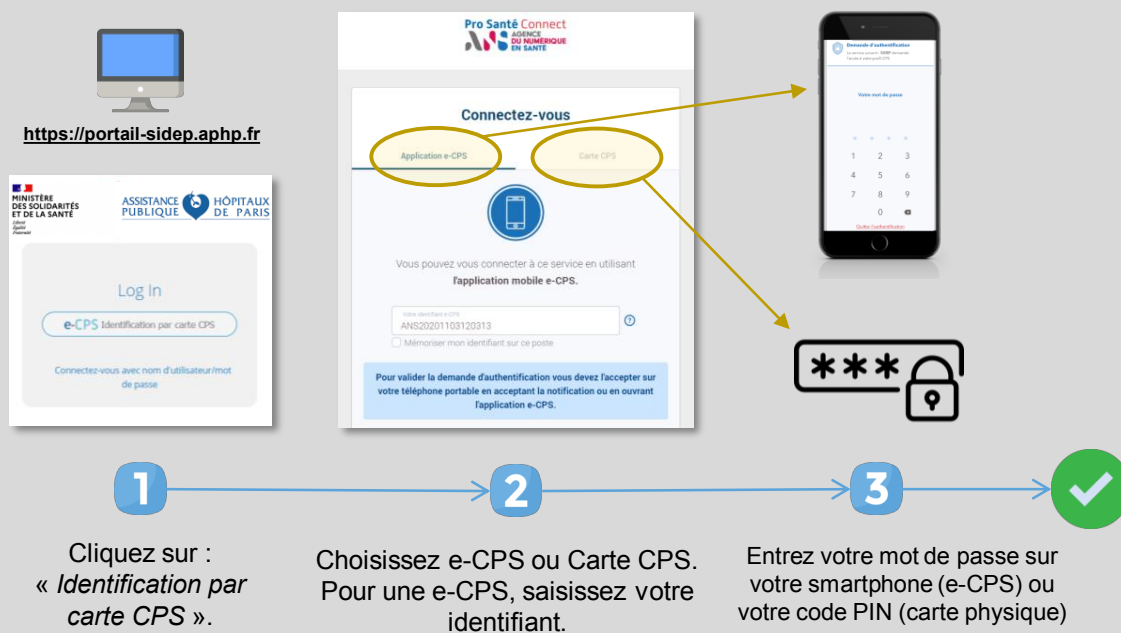 https://portail-sidep.aphp.fr
MINISTÈRE
DES SOLIDARITÉS
ET DE LA SANTÉ
Liberté
Égalité
Fraternité
ASSISTANCE HÔPITAUX
PUBLIQUE DE PARIS
Log In
e-CPS Identification par carte CPS
Connectez-vous avec nom d'utilisateur/mot
de passe
Pro Santé Connect
AGENCE
DU NUMÉRIQUE
EN SANTÉ
Connectez-vous
Application e-CPS
Carte CPS
Vous pouvez vous connecter à ce service en utilisant
l'application mobile e-CPS.
Votre identifiant e-CPS
ANS20201103120313
Mémoriser mon identifiant sur ce poste
Pour valider la demande d'authentification vous devez l'accepter sur
votre téléphone portable en acceptant la notification ou en ouvrant
l'application e-CPS.
Demande d'authentification
Votre mot de passe
1 2 3
4 5 6
7 8 9
0
Quitter l'authentification
***
1
2
3
Cliquez sur :
« Identification par
carte CPS ».
Choisissez e-CPS ou Carte CPS.
Pour une e-CPS, saisissez votre
identifiant.
Entrez votre mot de passe sur
votre smartphone (e-CPS) ou
votre code PIN (carte physique)